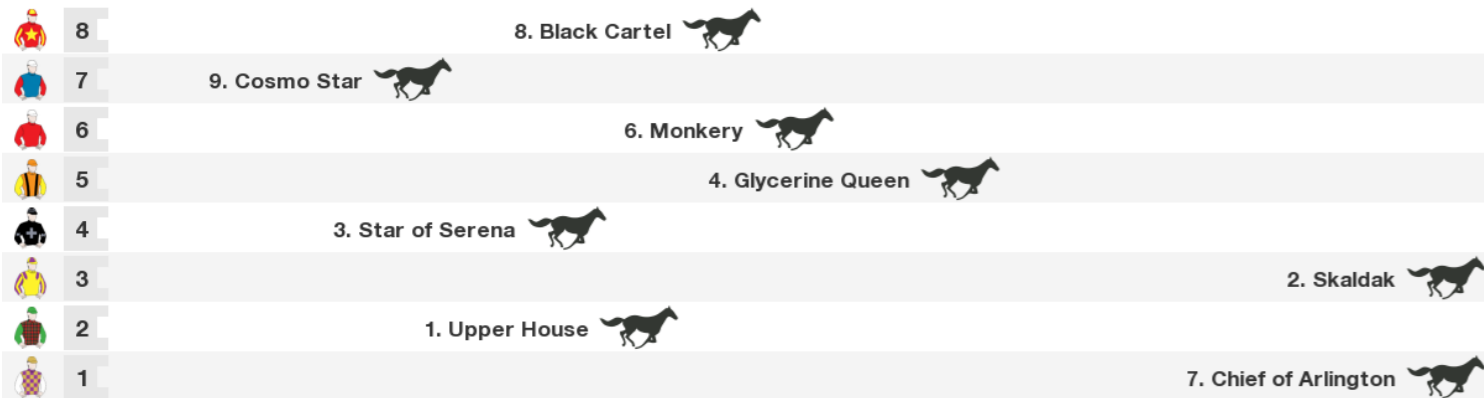 8 8. Black Cartel
7 9. Cosmo Star
6 6. Monkery
5 4. Glycerine Queen
4 3. Star of Serena
3 2. Skaldak
2 1. Upper House
1 7. Chief of Arlington